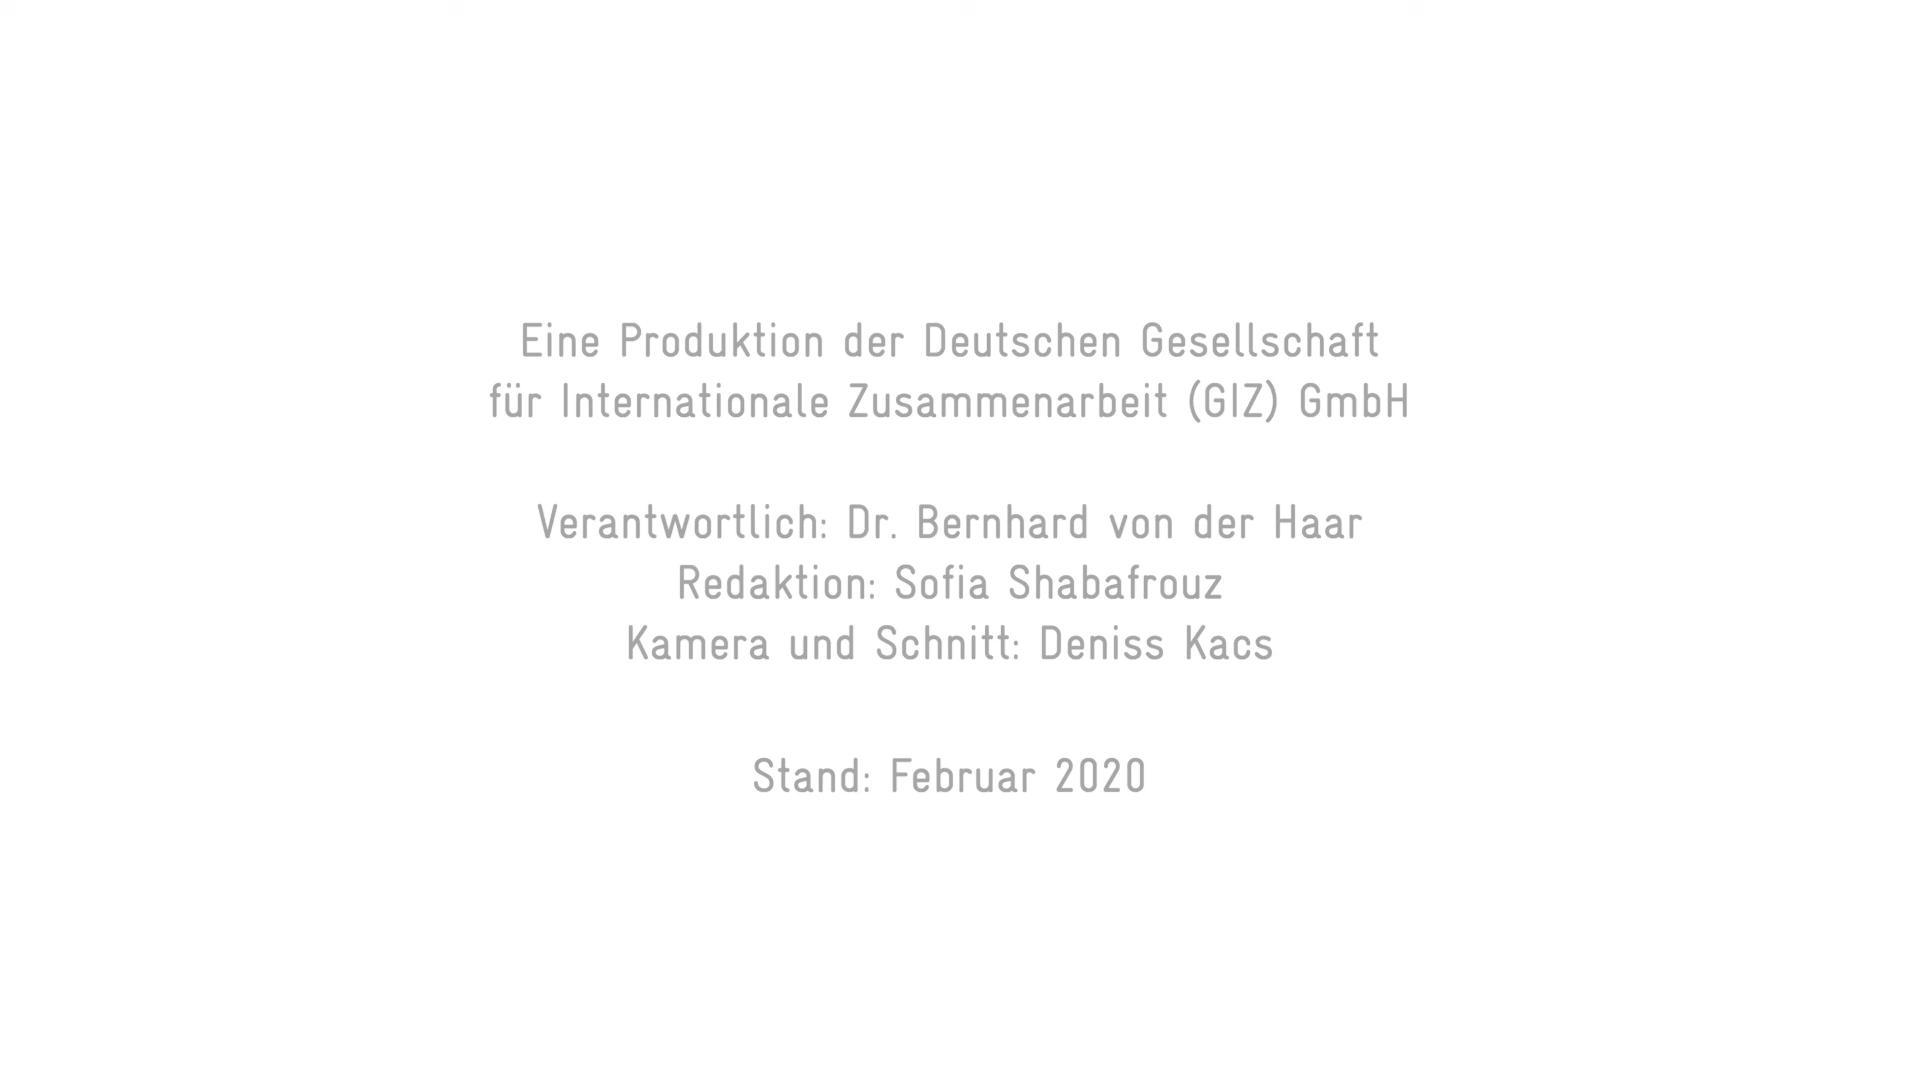 Eine Produktion der Deutschen Gesellschaft
für Internationale Zusammenarbeit (GIZ) GmbH
Verantwortlich: Dr. Bernhard von der Haar
Redaktion: Sofia Shabafrouz
Kamera und Schnitt: Deniss Kacs
Stand: Februar 2020